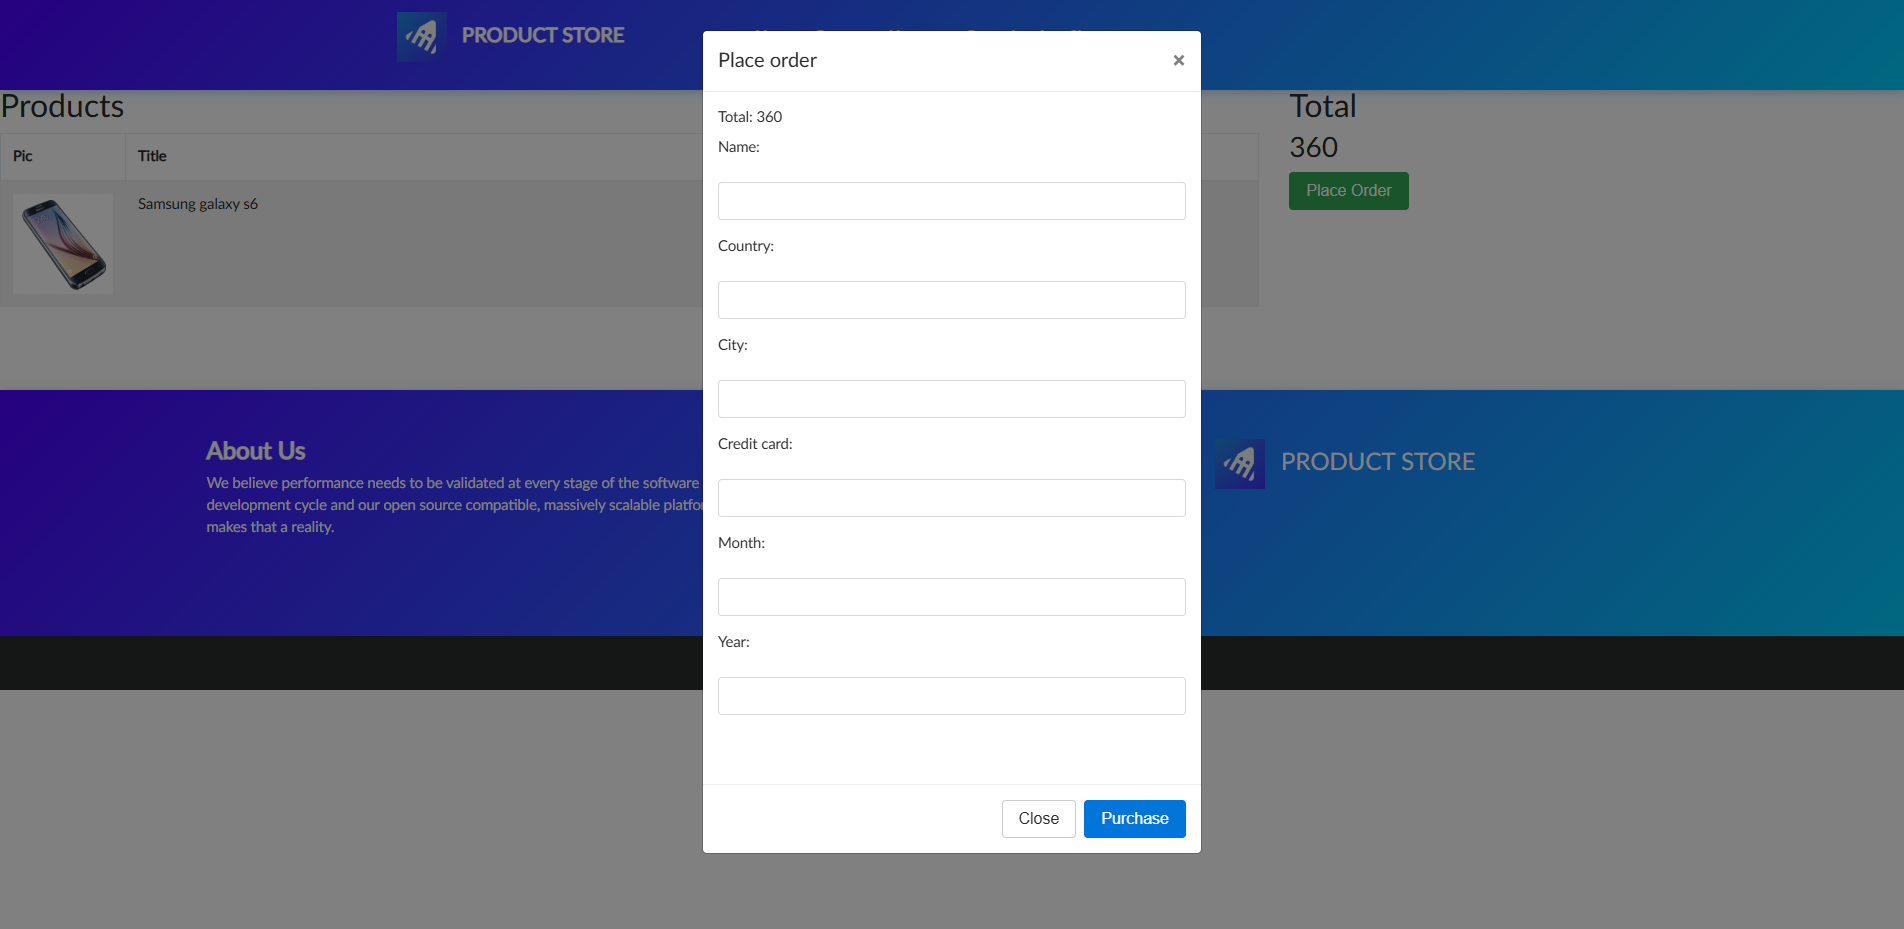 PRODUCT STORE
Place order
×
Total: 360
Name:
Country:
City:
Credit card:
Month:
Year:
Close
Purchase
Products
Pic
Title
Samsung galaxy s6
Total
360
Place Order
About Us
We believe performance needs to be validated at every stage of the software
development cycle and our open source compatible, massively scalable
makes that a reality.
PRODUCT STORE